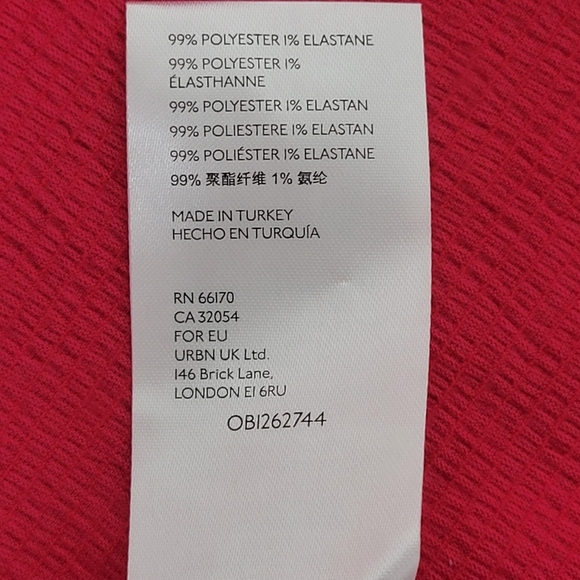 99% POLYESTER 1% ELASTANE
99% POLYESTER 1%
ÉLASTHANNE
99% POLYESTER 1% ELASTAN
99% POLIESTERE 1% ELASTAN
99% POLIÉSTER 1% ELASTANE
99% 聚酯纤维 1% 氨纶
MADE IN TURKEY
HECHO EN TURQUÍA
RN 66170
CA 32054
FOR EU
URBN UK Ltd.
146 Brick Lane,
LONDON E1 6RU
OB1262744